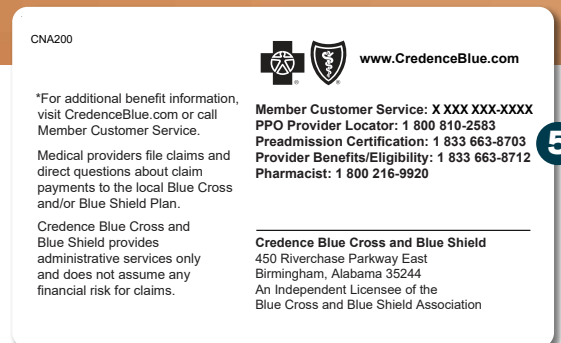 CNA200
www.CredenceBlue.com
*For additional benefit information,
visit CredenceBlue.com or call
Member Customer Service.
Medical providers file claims and
direct questions about claim
payments to the local Blue Cross
and/or Blue Shield Plan.
Credence Blue Cross and
Blue Shield provides
administrative services only
and does not assume any
financial risk for claims.
Member Customer Service: X XXX XXX-XXXX
PPO Provider Locator: 1 800 810-2583
Preadmission Certification: 1 833 663-8703
Provider Benefits/Eligibility: 1 833 663-8712
Pharmacist: 1 800 216-9920
5
Credence Blue Cross and Blue Shield
450 Riverchase Parkway East
Birmingham, Alabama 35244
An Independent Licensee of the
Blue Cross and Blue Shield Association